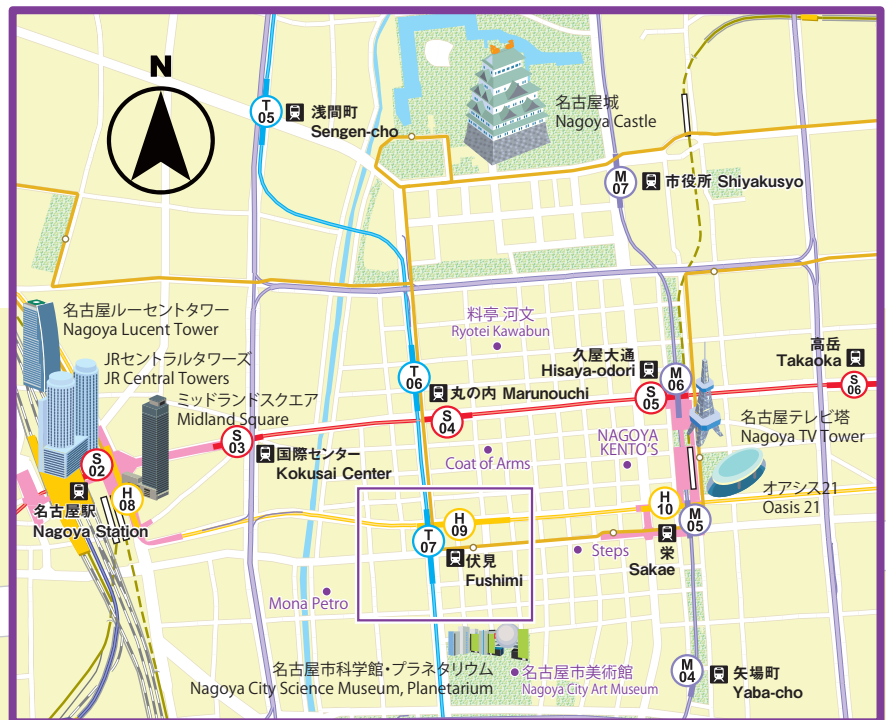 N
T
05
浅間町
Sengen-cho
名古屋城
Nagoya Castle
M
07
市役所 Shiyakusyo
名古屋ルーセントタワー
Nagoya Lucent Tower
料亭 河文
Ryotei Kawabun
JRセントラルタワーズ
JR Central Towers
久屋大通
Hisaya-odori
高岳
Takaoka
ミッドランドスクエア
Midland Square
T
06
丸の内 Marunouchi
M
06
S
05
S
06
S
04
名古屋テレビ塔
Nagoya TV Tower
S
03
国際センター
Kokusai Center
Coat of Arms
NAGOYA
KENTO'S
S
02
H
08
名古屋駅
Nagoya Station
オアシス21
Oasis 21
H
09
H
10
M
05
T
07
伏見
Fushimi
Steps
栄
Sakae
Mona Petro
名古屋市科学館・プラネタリウム
Nagoya City Science Museum, Planetarium
名古屋市美術館
Nagoya City Art Museum
M
04
矢場町
Yaba-cho